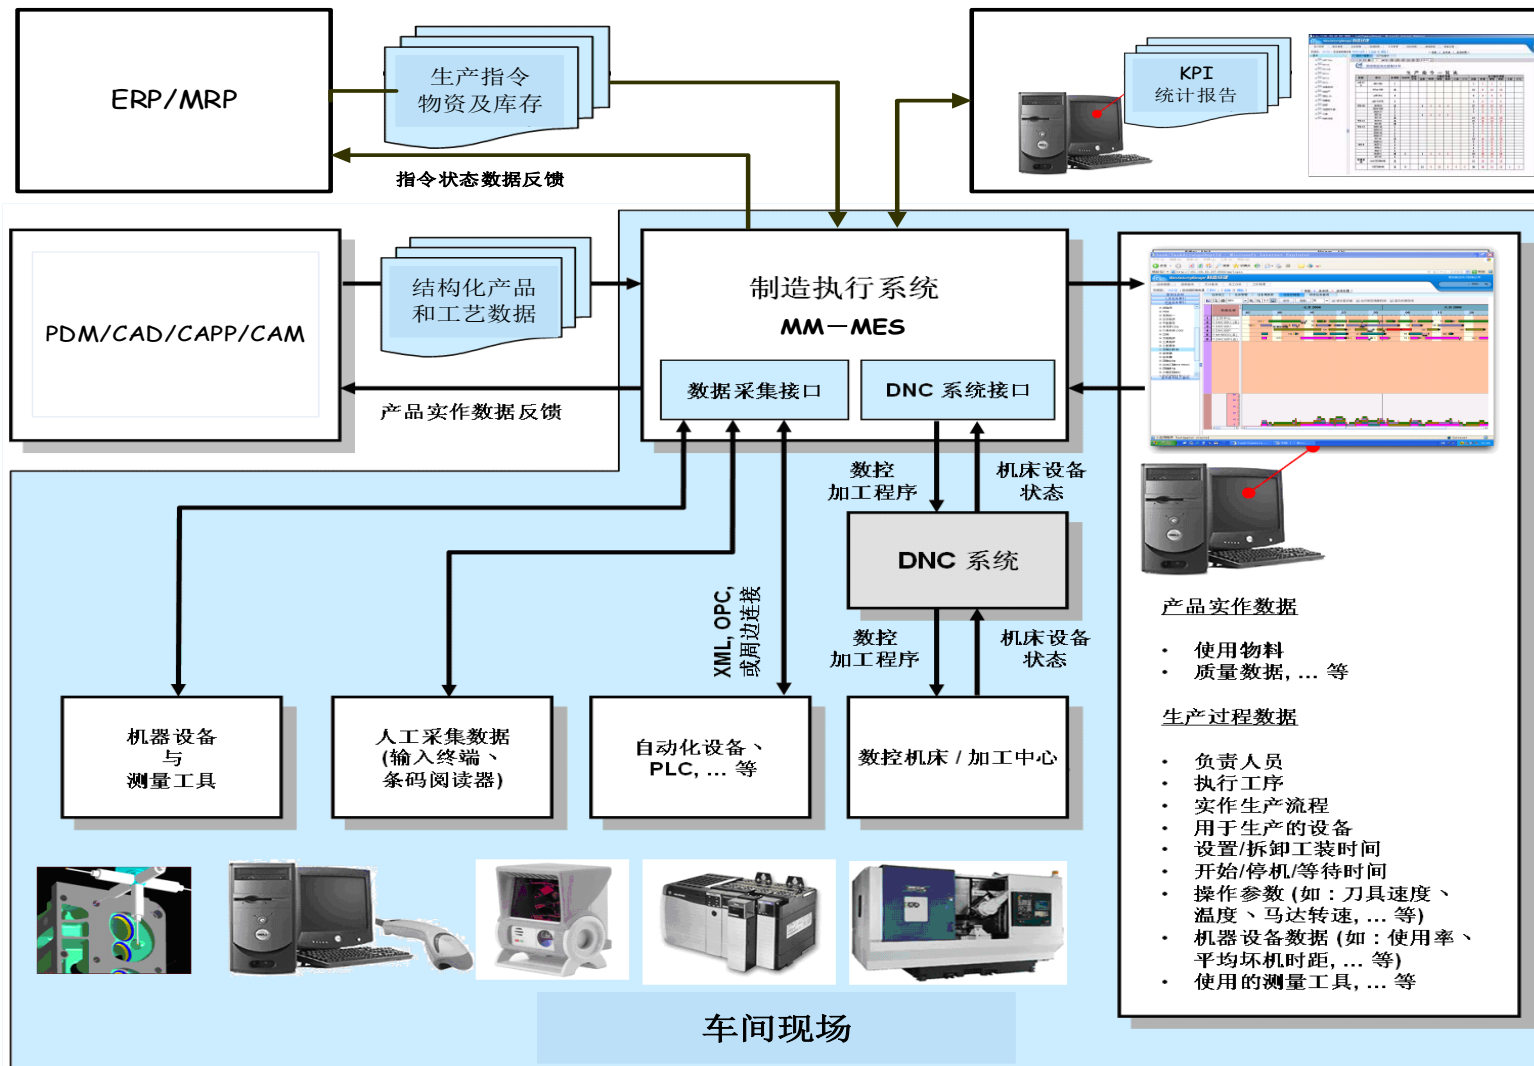 ERP/MRP
生产指令
物资及库存
指令状态数据反馈
KPI
统计报告
生 产 指 令 一 览 表
PDM/CAD/CAPP/CAM
结构化产品
和工艺数据
产品实作数据反馈
制造执行系统
MM－MES
数据采集接口
DNC 系统接口
数控
加工程序
机床设备
状态
DNC 系统
数控
加工程序
机床设备
状态
XML, OPC,
或周边连接
机器设备
与
测量工具
人工采集数据
(输入终端、
条码阅读器)
自动化设备、
PLC, … 等
数控机床 / 加工中心
产品实作数据
• 使用物料
• 质量数据, … 等
生产过程数据
• 负责人员
• 执行工序
• 实作生产流程
• 用于生产的设备
• 设置/拆卸工装时间
• 开始/停机/等待时间
• 操作参数 (如：刀具速度、
温度、马达转速, … 等)
• 机器设备数据 (如：使用率、
平均坏机时距, … 等)
• 使用的测量工具, … 等
车间现场